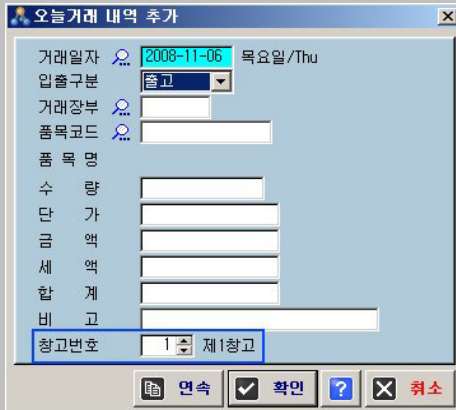 오늘거래 내역 추가
거래일자 2008-11-06 목요일/Thu
입출구분 출고
거래장부
품목코드
품 목 명
수 량
단 가
금 액
세 액
합 계
비 고
창고번호 1 제1창고
연속 확인 ? 취소